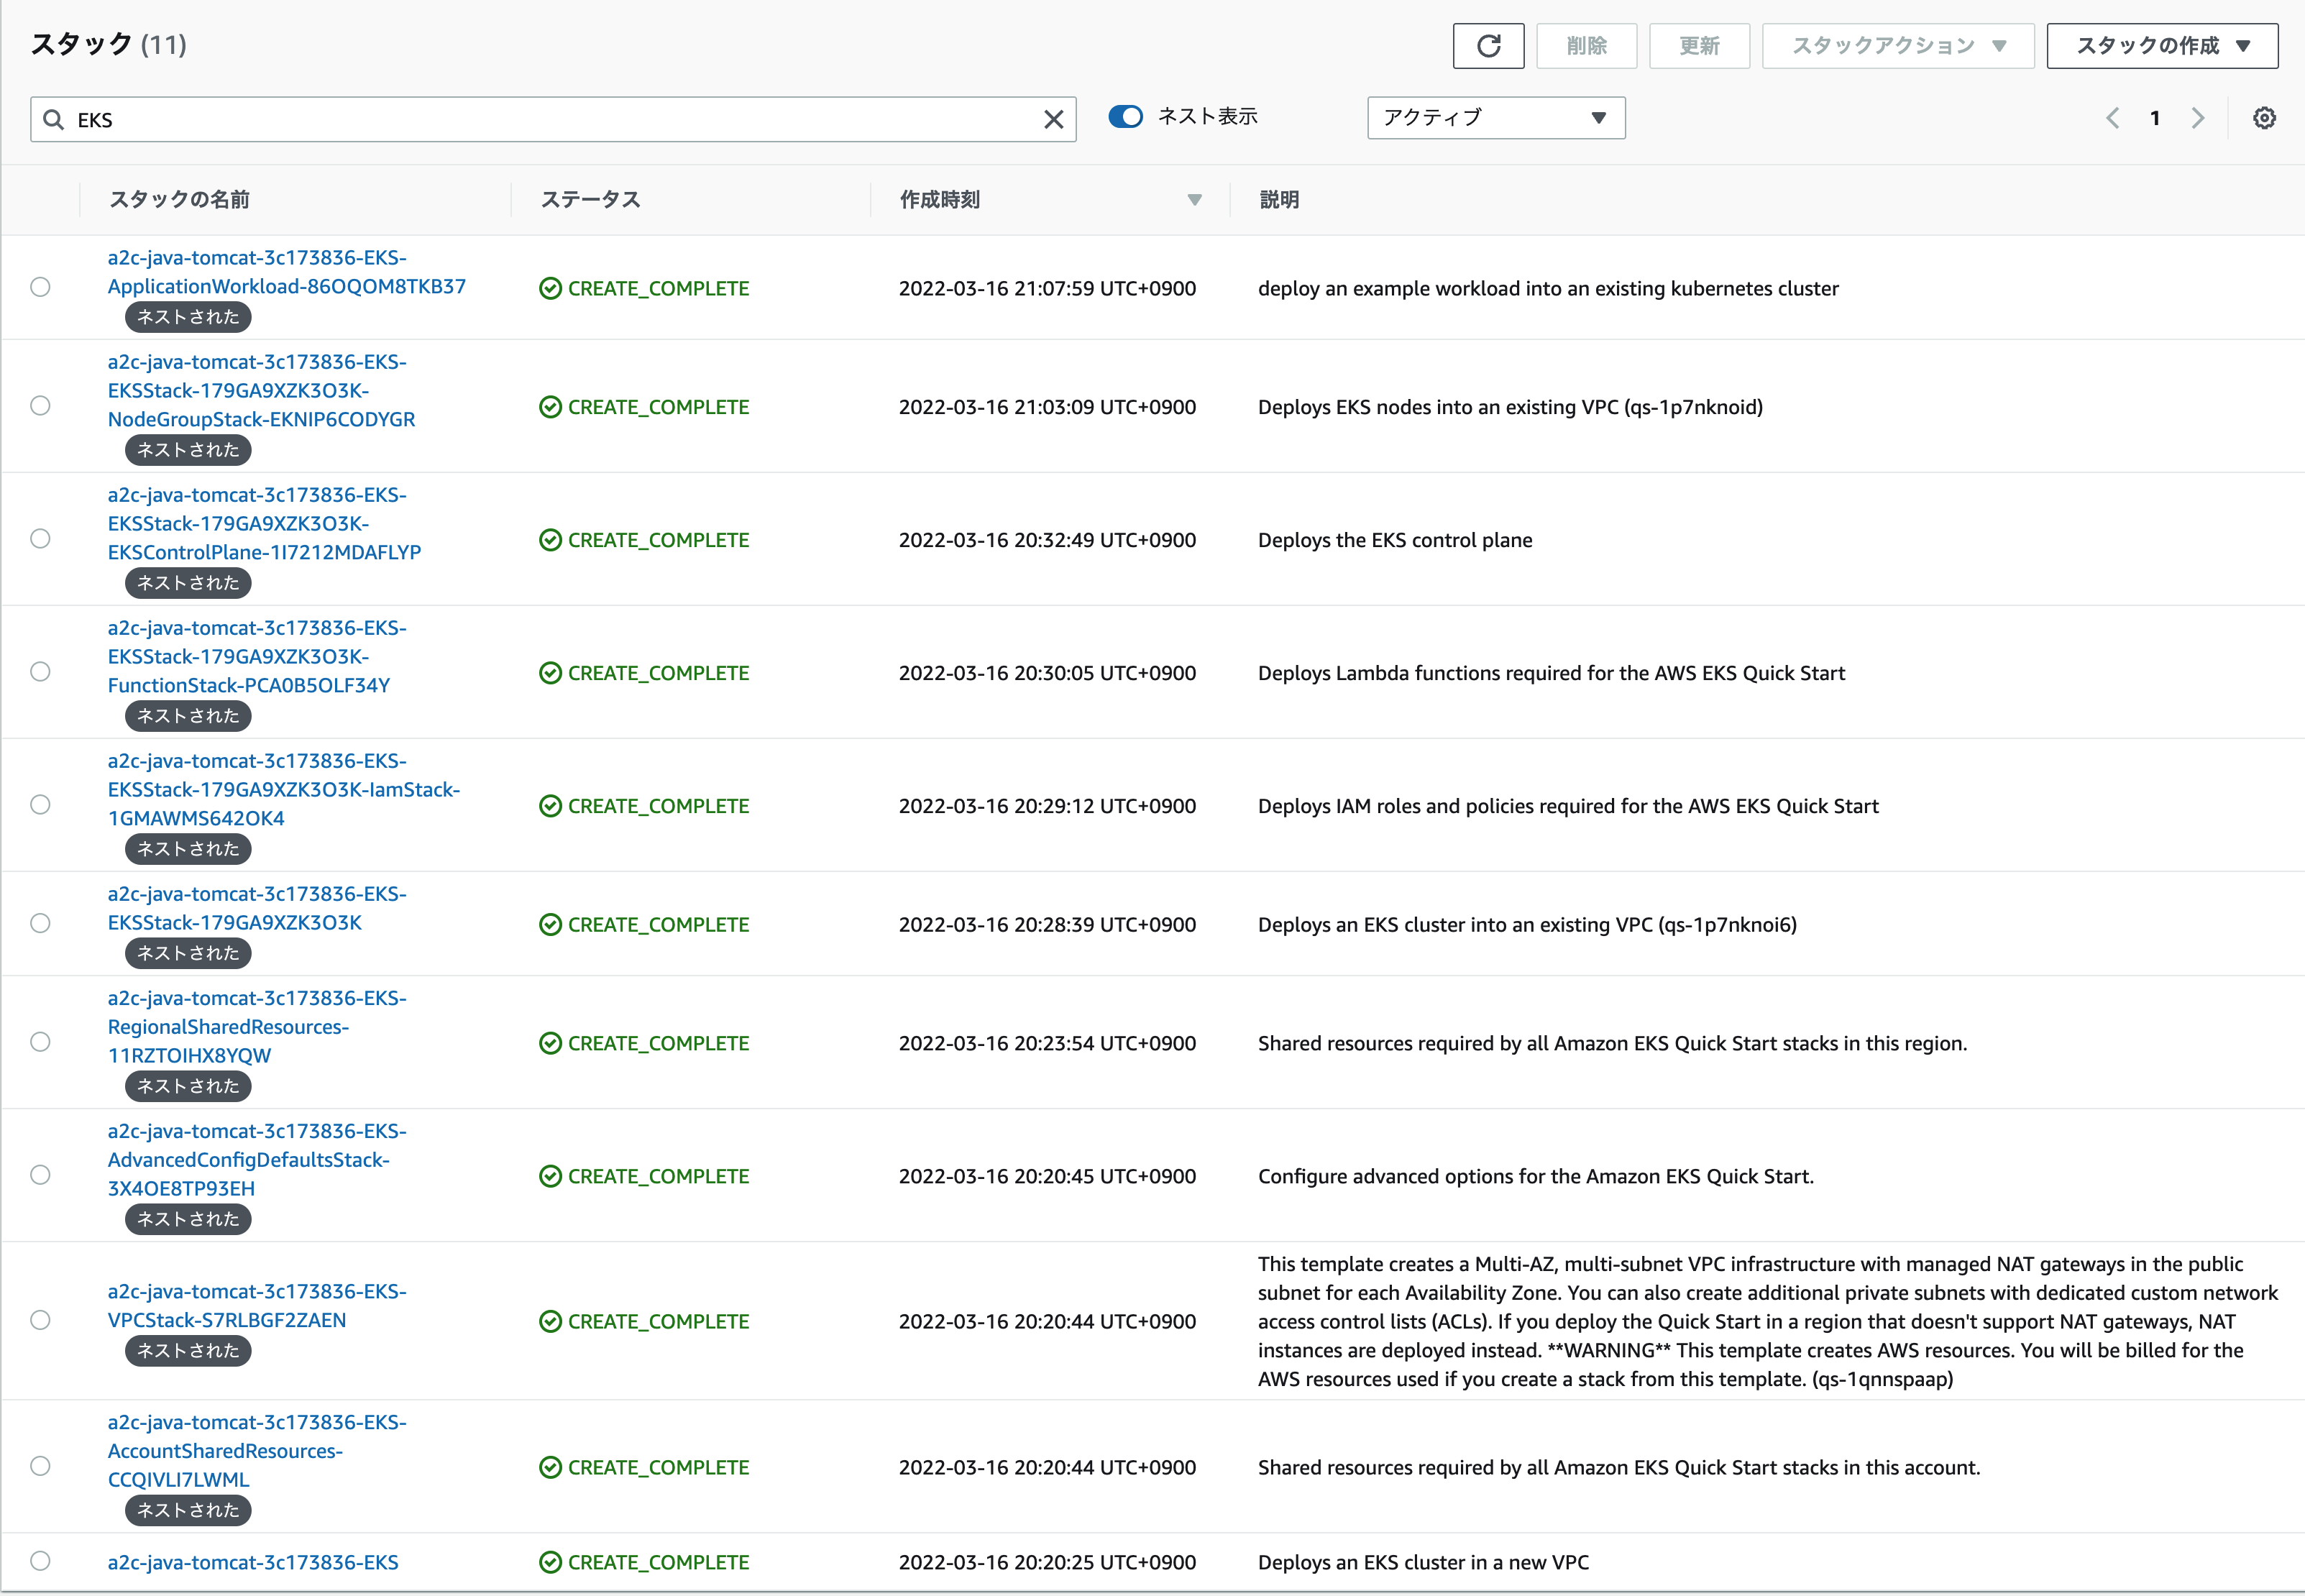 スタック (11)
削除
更新
スタックアクション
スタックの作成
EKS
ネスト表示
アクティブ
1
スタックの名前
ステータス
作成時刻
説明
a2c-java-tomcat-3c173836-EKS-
ApplicationWorkload-86OQOM8TKB37
ネストされた
CREATE_COMPLETE
2022-03-16 21:07:59 UTC+0900
deploy an example workload into an existing kubernetes cluster
a2c-java-tomcat-3c173836-EKS-
EKSStack-179GA9XZK3O3K-
NodeGroupStack-EKNIP6CODYGR
ネストされた
CREATE_COMPLETE
2022-03-16 21:03:09 UTC+0900
Deploys EKS nodes into an existing VPC (qs-1p7nknoid)
a2c-java-tomcat-3c173836-EKS-
EKSStack-179GA9XZK3O3K-
EKSControlPlane-1I7212MDAFLYP
ネストされた
CREATE_COMPLETE
2022-03-16 20:32:49 UTC+0900
Deploys the EKS control plane
a2c-java-tomcat-3c173836-EKS-
EKSStack-179GA9XZK3O3K-
FunctionStack-PCA0B5OLF34Y
ネストされた
CREATE_COMPLETE
2022-03-16 20:30:05 UTC+0900
Deploys Lambda functions required for the AWS EKS Quick Start
a2c-java-tomcat-3c173836-EKS-
EKSStack-179GA9XZK3O3K-IamStack-
1GMAWMS642OK4
ネストされた
CREATE_COMPLETE
2022-03-16 20:29:12 UTC+0900
Deploys IAM roles and policies required for the AWS EKS Quick Start
a2c-java-tomcat-3c173836-EKS-
EKSStack-179GA9XZK3O3K
ネストされた
CREATE_COMPLETE
2022-03-16 20:28:39 UTC+0900
Deploys an EKS cluster into an existing VPC (qs-1p7nknoi6)
a2c-java-tomcat-3c173836-EKS-
RegionalSharedResources-
11RZTOIHX8YQW
ネストされた
CREATE_COMPLETE
2022-03-16 20:23:54 UTC+0900
Shared resources required by all Amazon EKS Quick Start stacks in this region.
a2c-java-tomcat-3c173836-EKS-
AdvancedConfigDefaultsStack-
3X4OE8TP93EH
ネストされた
CREATE_COMPLETE
2022-03-16 20:20:45 UTC+0900
Configure advanced options for the Amazon EKS Quick Start.
a2c-java-tomcat-3c173836-EKS-
VPCStack-S7RLBGF2ZAEN
ネストされた
CREATE_COMPLETE
2022-03-16 20:20:44 UTC+0900
This template creates a Multi-AZ, multi-subnet VPC infrastructure with managed NAT gateways in the public
subnet for each Availability Zone. You can also create additional private subnets with dedicated custom network
access control lists (ACLs). If you deploy the Quick Start in a region that doesn't support NAT gateways, NAT
instances are deployed instead. **WARNING** This template creates AWS resources. You will be billed for the
AWS resources used if you create a stack from this template. (qs-1qnnspaap)
a2c-java-tomcat-3c173836-EKS-
AccountSharedResources-
CCQIVLI7LWML
ネストされた
CREATE_COMPLETE
2022-03-16 20:20:44 UTC+0900
Shared resources required by all Amazon EKS Quick Start stacks in this account.
a2c-java-tomcat-3c173836-EKS
CREATE_COMPLETE
2022-03-16 20:20:25 UTC+0900
Deploys an EKS cluster in a new VPC